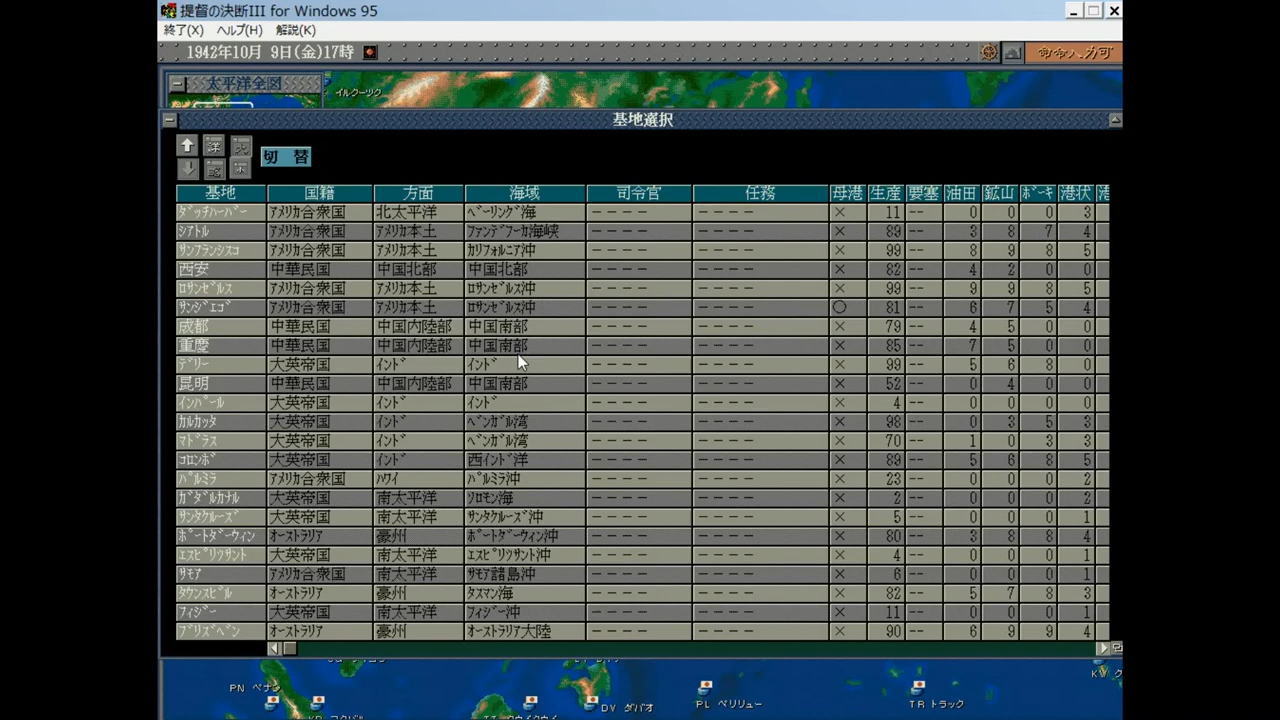 提督の決断III for Windows 95
終了(X) ヘルプ(H) 解説(K)
1942年10月 9日(金)17時
太平洋全図
イルクーツク
基地選択
切 替
基地 国籍 方面 海域 司令官 任務 母港 生産 要塞 油田 鉱山 ﾎﾞｰｷ 港状 港
ﾀﾞｯﾁﾊｰﾊﾞｰ ｱﾒﾘｶ合衆国 北太平洋 ﾍﾞｰﾘﾝｸﾞ海 ---- ---- × 11 -- 0 0 0 3
ｼｱﾄﾙ ｱﾒﾘｶ合衆国 ｱﾒﾘｶ本土 ﾌｧﾝﾃﾞﾌｰｶ海峡 ---- ---- × 89 -- 3 8 7 4
ｻﾝﾌﾗﾝｼｽｺ ｱﾒﾘｶ合衆国 ｱﾒﾘｶ本土 ｶﾘﾌｫﾙﾆｱ沖 ---- ---- × 99 -- 8 9 8 5
西安 中華民国 中国北部 中国北部 ---- ---- × 82 -- 4 2 0 0
ﾛｻﾝｾﾞﾙｽ ｱﾒﾘｶ合衆国 ｱﾒﾘｶ本土 ﾛｻﾝｾﾞﾙｽ沖 ---- ---- × 99 -- 9 9 8 5
ｻﾝｼﾞｴｺﾞ ｱﾒﾘｶ合衆国 ｱﾒﾘｶ本土 ﾛｻﾝｾﾞﾙｽ沖 ---- ---- ○ 81 -- 6 7 5 4
成都 中華民国 中国内陸部 中国南部 ---- ---- × 79 -- 4 5 0 0
重慶 中華民国 中国内陸部 中国南部 ---- ---- × 85 -- 7 5 0 0
ﾃﾞﾘｰ 大英帝国 ｲﾝﾄﾞ ｲﾝﾄﾞ ---- ---- × 99 -- 5 6 8 0
昆明 中華民国 中国内陸部 中国南部 ---- ---- × 52 -- 0 4 0 0
ｲﾝﾊﾟｰﾙ 大英帝国 ｲﾝﾄﾞ ｲﾝﾄﾞ ---- ---- × 4 -- 0 0 0 0
ｶﾙｶｯﾀ 大英帝国 ｲﾝﾄﾞ ﾍﾞﾝｶﾞﾙ湾 ---- ---- × 98 -- 0 3 5 3
ﾏﾄﾞﾗｽ 大英帝国 ｲﾝﾄﾞ ﾍﾞﾝｶﾞﾙ湾 ---- ---- × 70 -- 1 0 3 3
ｺﾛﾝﾎﾞ 大英帝国 ｲﾝﾄﾞ 西ｲﾝﾄﾞ洋 ---- ---- × 89 -- 5 6 8 5
ﾊﾟﾙﾐﾗ ｱﾒﾘｶ合衆国 ﾊﾜｲ ﾊﾟﾙﾐﾗ沖 ---- ---- × 23 -- 0 0 0 2
ｶﾞﾀﾞﾙｶﾅﾙ 大英帝国 南太平洋 ｿﾛﾓﾝ海 ---- ---- × 2 -- 0 0 0 2
ｻﾝﾀｸﾙｰｽﾞ 大英帝国 南太平洋 ｻﾝﾀｸﾙｰｽﾞ沖 ---- ---- × 5 -- 0 0 0 1
ﾎﾟｰﾄﾀﾞｰｳｨﾝ ｵｰｽﾄﾗﾘｱ 豪州 ﾎﾟｰﾄﾀﾞｰｳｨﾝ沖 ---- ---- × 80 -- 3 8 8 4
ｴｽﾋﾟﾘﾂｻﾝﾄ 大英帝国 南太平洋 ｴｽﾋﾟﾘﾂｻﾝﾄ沖 ---- ---- × 4 -- 0 0 0 1
ｻﾓｱ ｱﾒﾘｶ合衆国 南太平洋 ｻﾓｱ諸島沖 ---- ---- × 6 -- 0 0 0 1
ﾀｳﾝｽﾋﾞﾙ ｵｰｽﾄﾗﾘｱ 豪州 ﾀｽﾏﾝ海 ---- ---- × 82 -- 5 7 8 3
ﾌｨｼﾞｰ 大英帝国 南太平洋 ﾌｨｼﾞｰ沖 ---- ---- × 11 -- 0 0 0 1
ﾌﾞﾘｽﾞﾍﾞﾝ ｵｰｽﾄﾗﾘｱ 豪州 ｵｰｽﾄﾗﾘｱ大陸 ---- ---- × 90 -- 6 9 9 4
PN ペナン
DV ダバオ
PL ペリリュー
TR トラック